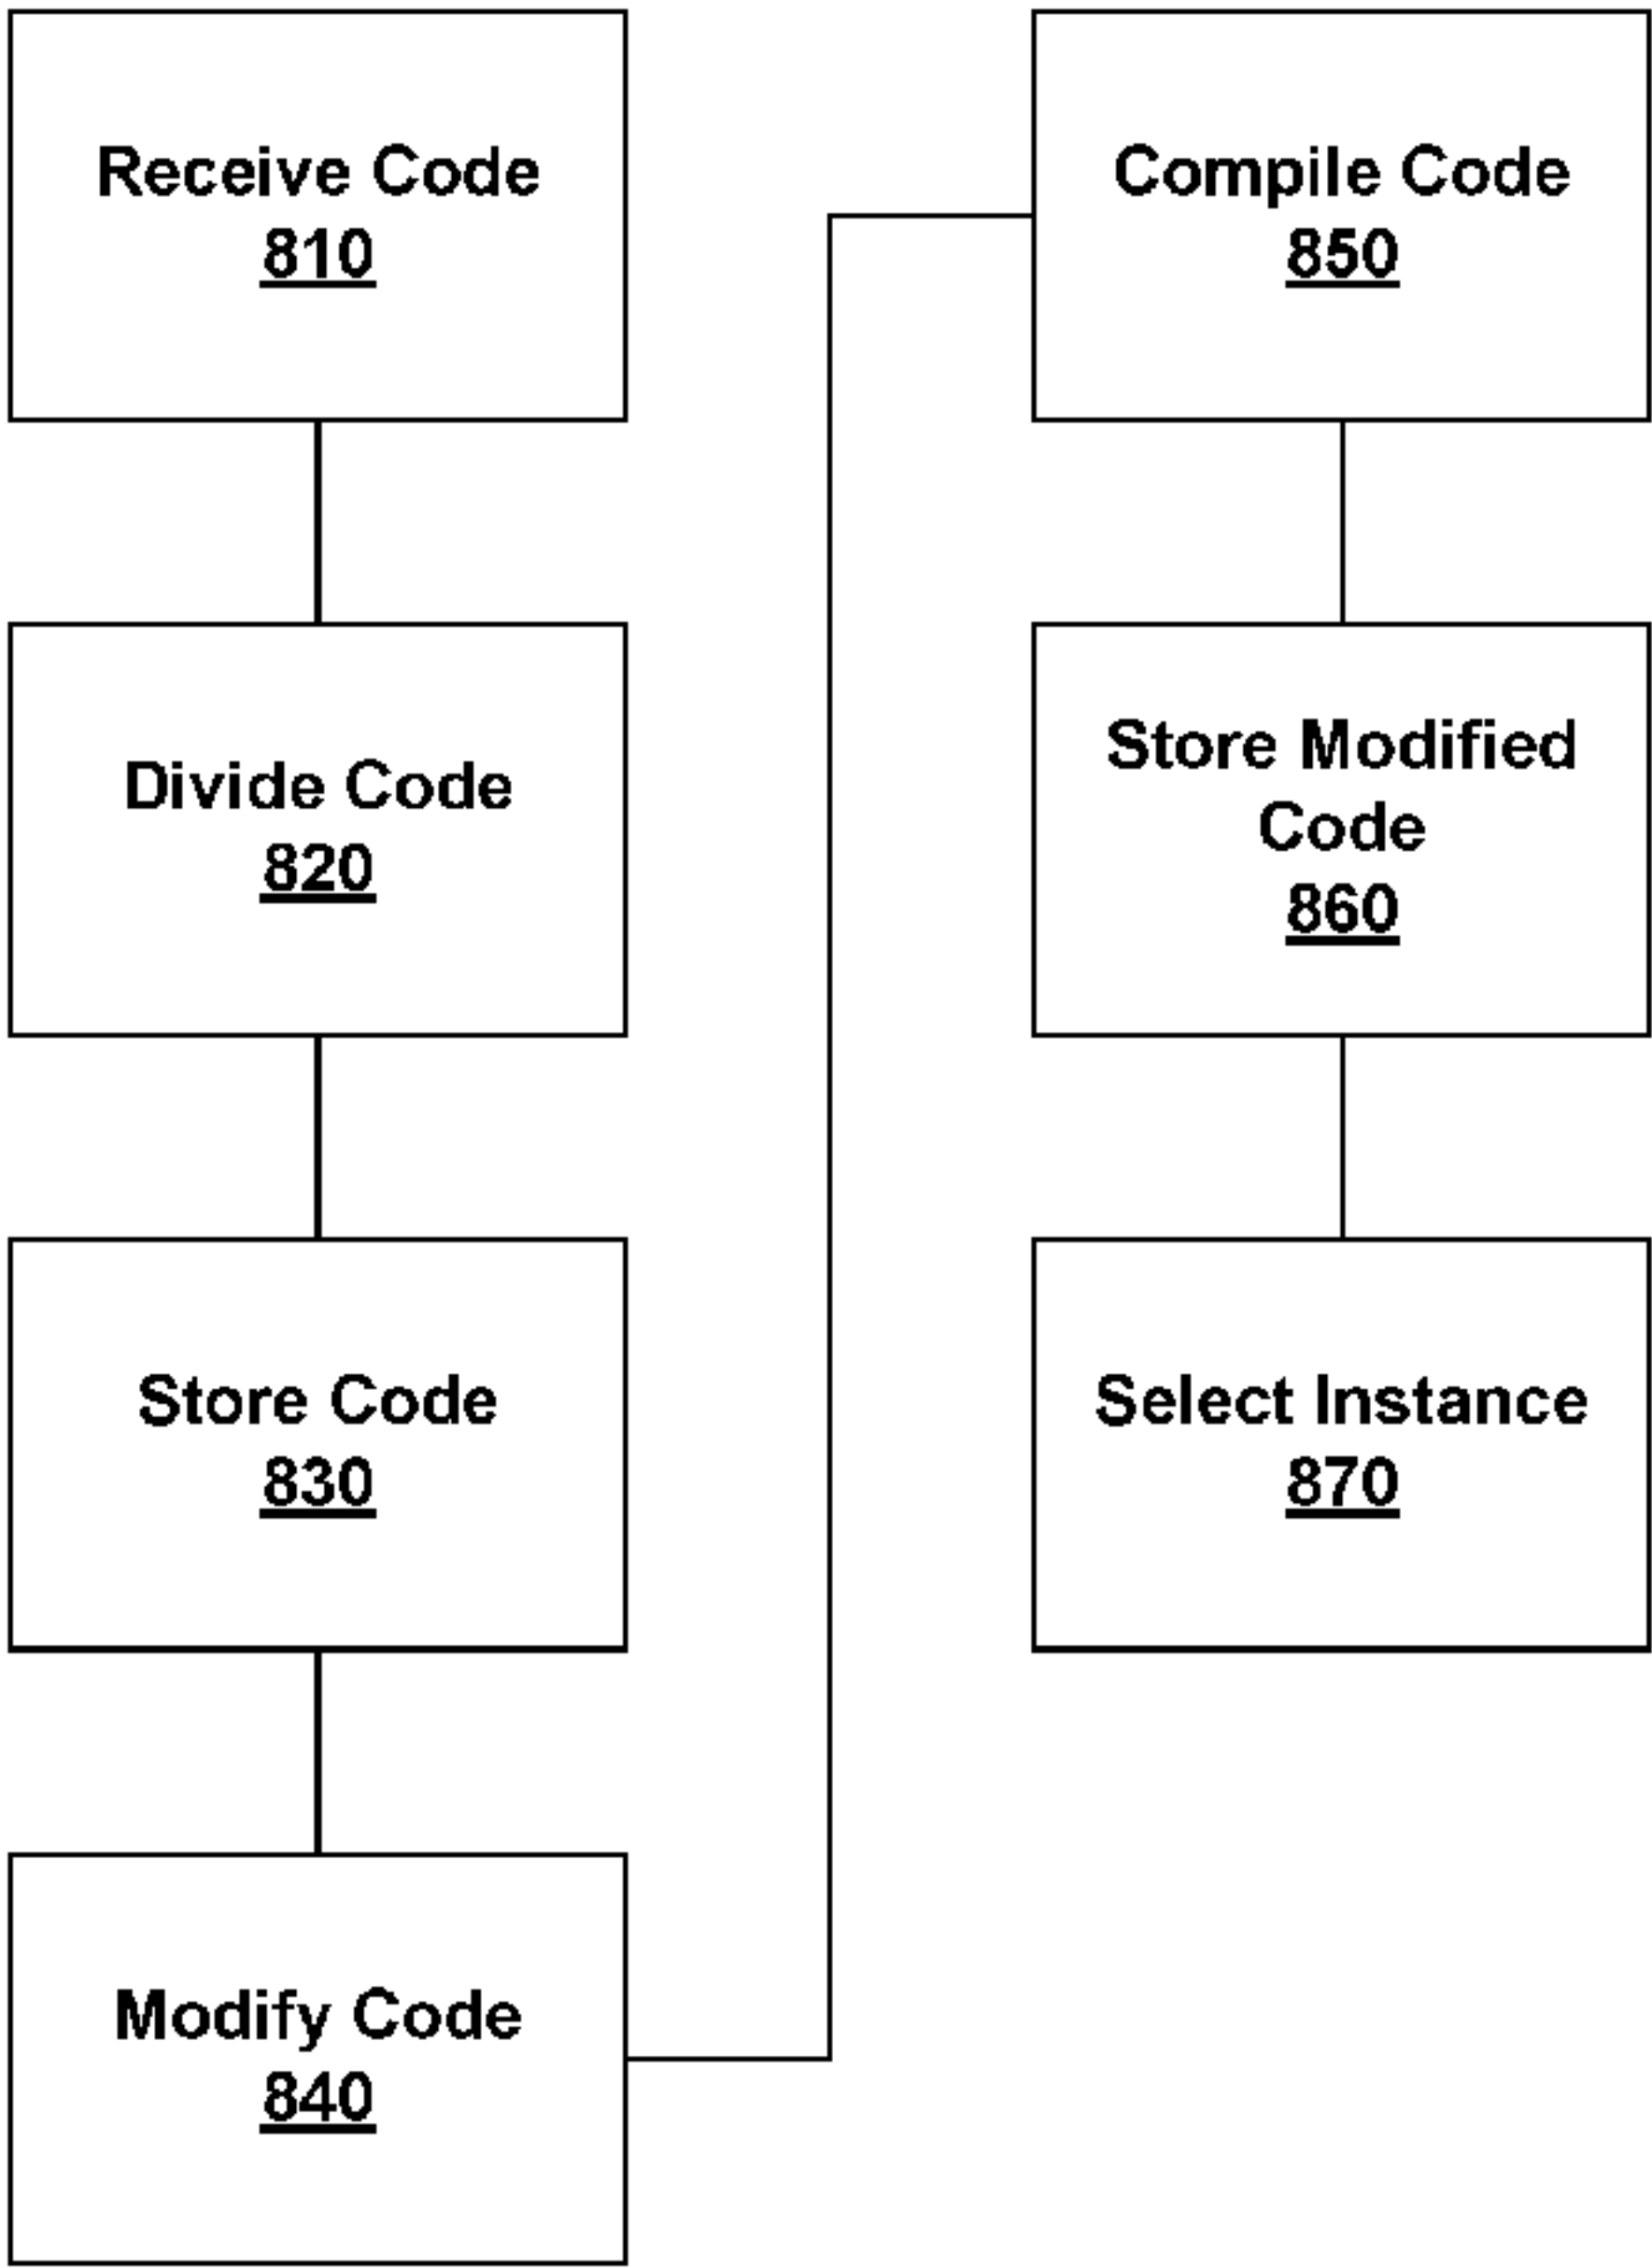 Receive Code
810
Divide Code
820
Store Code
830
Modify Code
840
Compile Code
850
Store Modified
Code
860
Select Instance
870